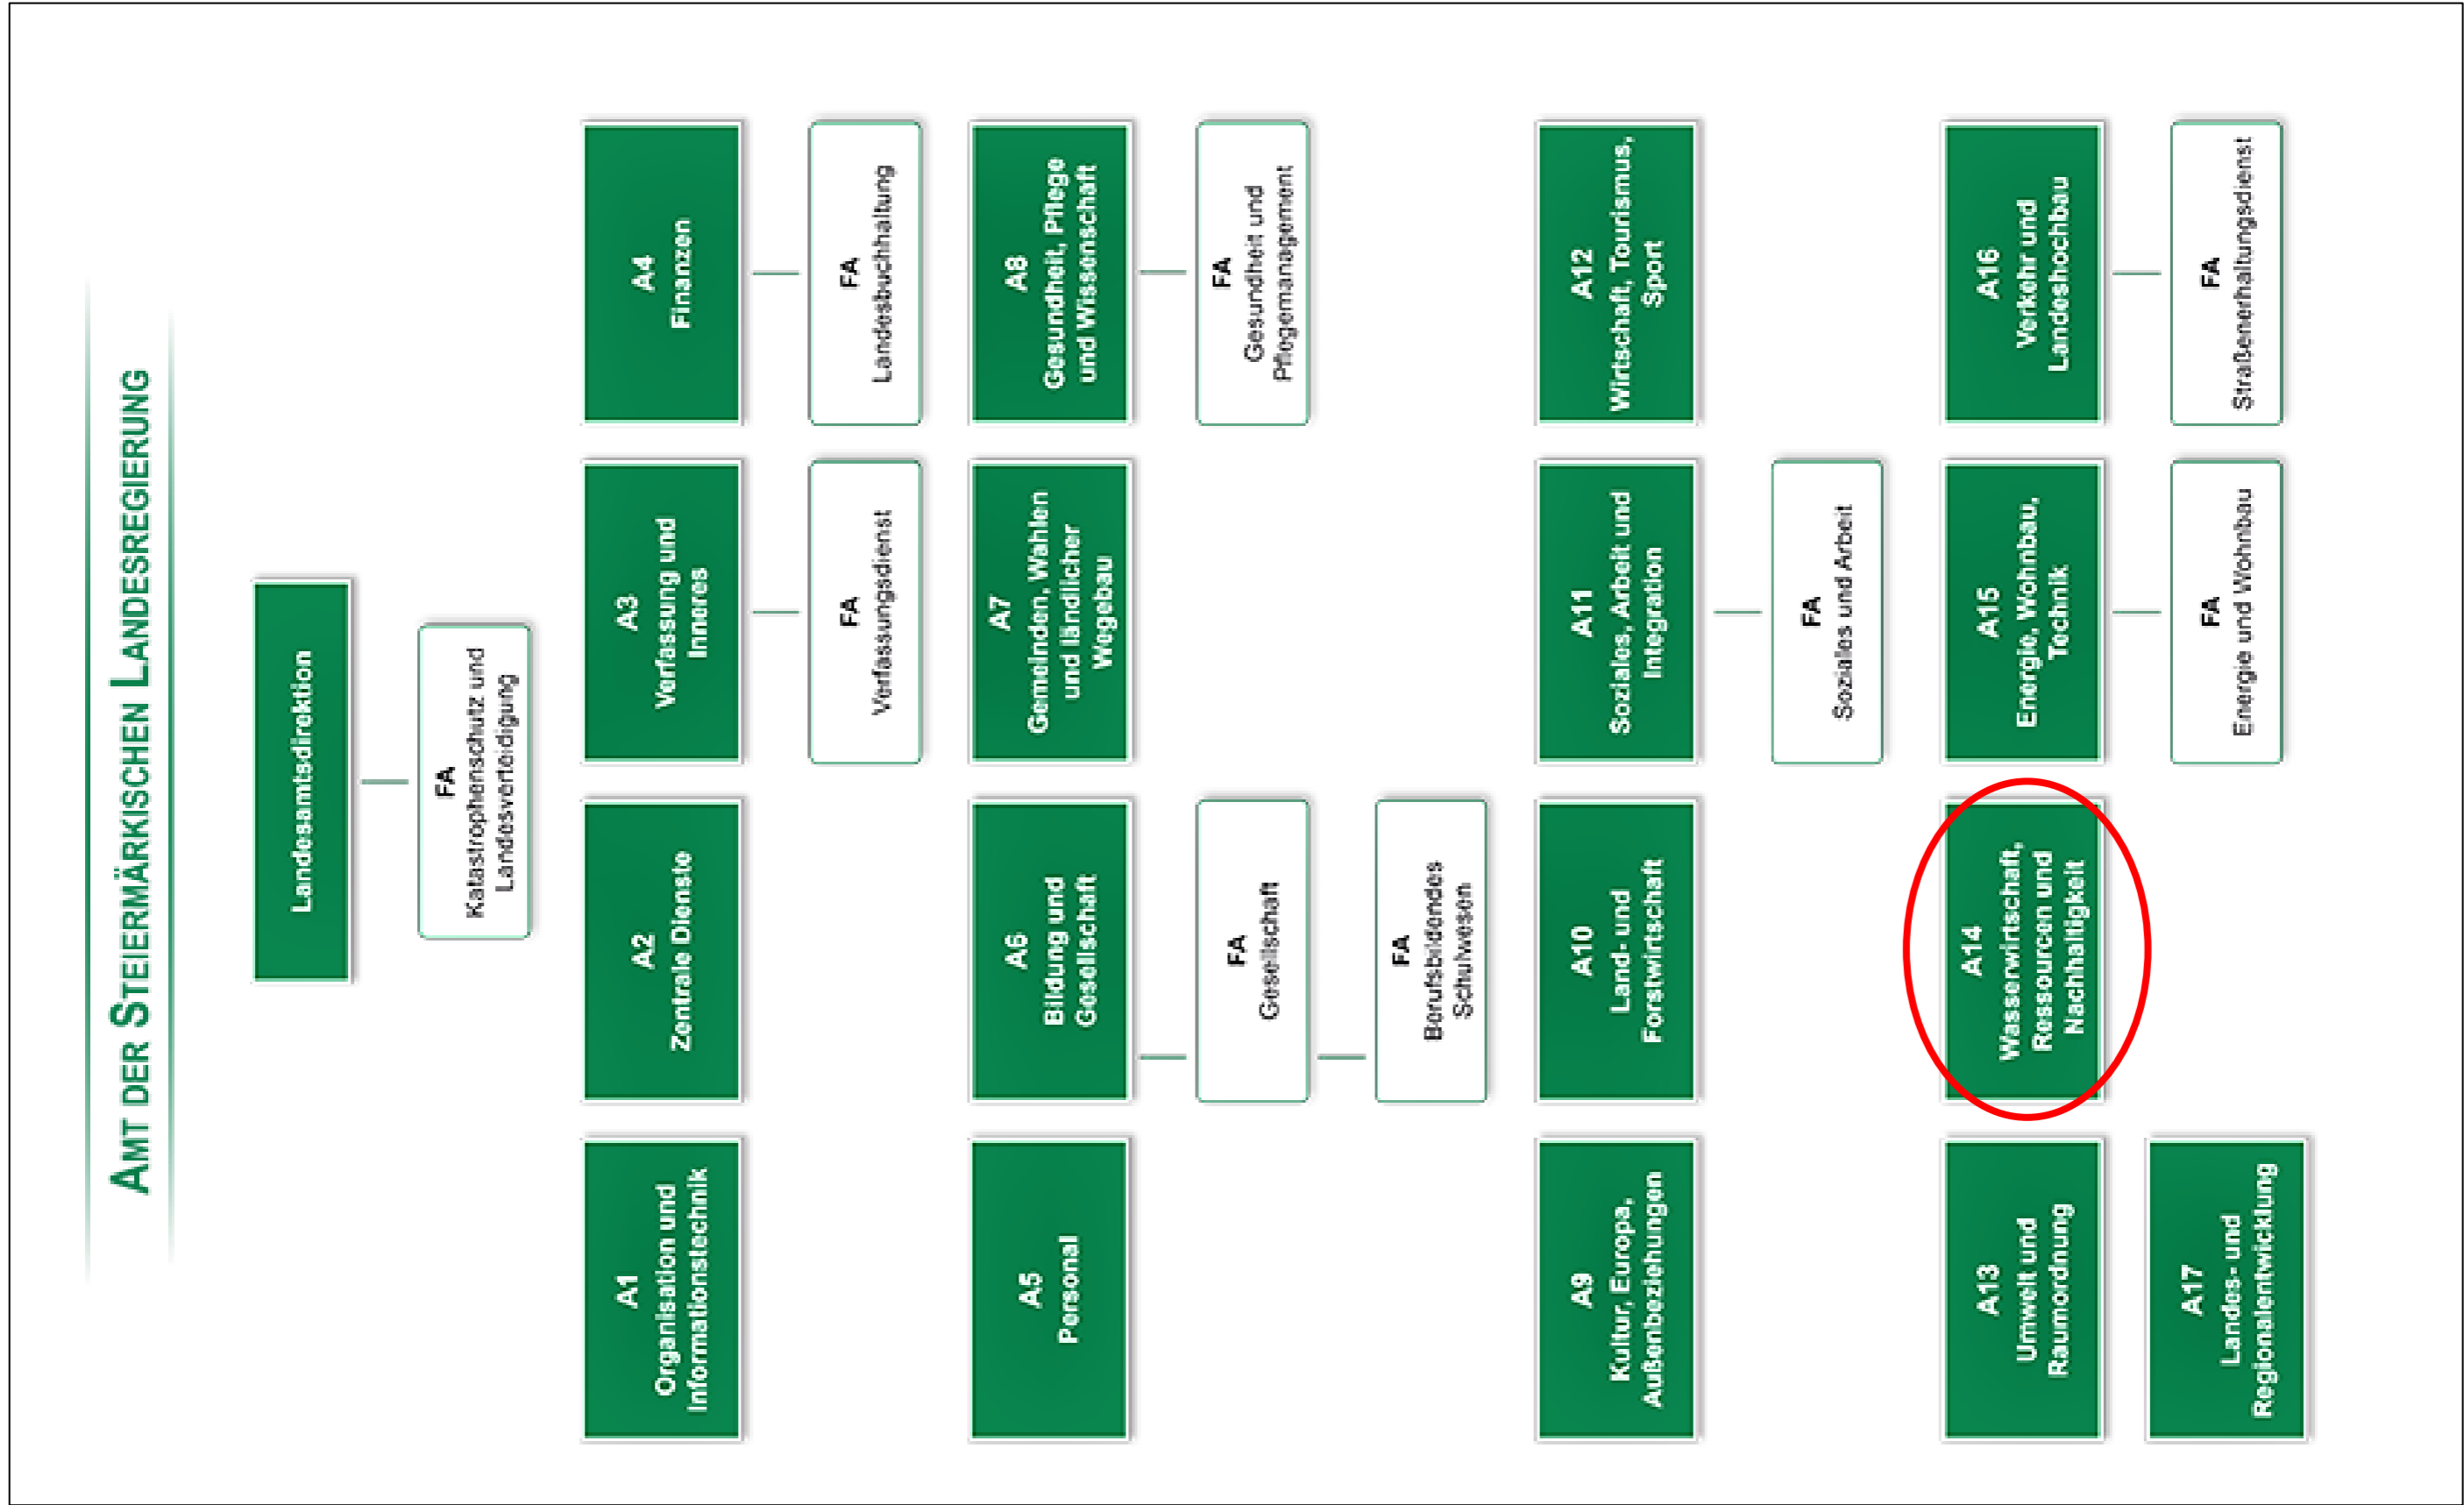 AMT DER STEIERMÄRKISCHEN LANDESREGIERUNG
Landesamtsdirektion
FA
Katastrophenschutz und
Landesverteidigung
A1
Organisation und
Informationstechnik
A2
Zentrale Dienste
A3
Verfassung und
Inneres
FA
Verfassungsdienst
A4
Finanzen
FA
Landesbuchhaltung
A5
Personal
A6
Bildung und
Gesellschaft
FA
Gesellschaft
FA
Berufsbildendes
Schulwesen
A7
Gemeinden, Wahlen
und ländlicher
Wegebau
A8
Gesundheit, Pflege
und Wissenschaft
FA
Gesundheit und
Pflegemanagement
A9
Kultur, Europa,
Außenbeziehungen
A10
Land- und
Forstwirtschaft
A11
Soziales, Arbeit und
Integration
FA
Soziales und Arbeit
A12
Wirtschaft, Tourismus,
Sport
A13
Umwelt und
Raumordnung
A14
Wasserwirtschaft,
Ressourcen und
Nachhaltigkeit
A15
Energie, Wohnbau,
Technik
FA
Energie und Wohnbau
A16
Verkehr und
Landeshochbau
FA
Straßenerhaltungsdienst
A17
Landes- und
Regionalentwicklung